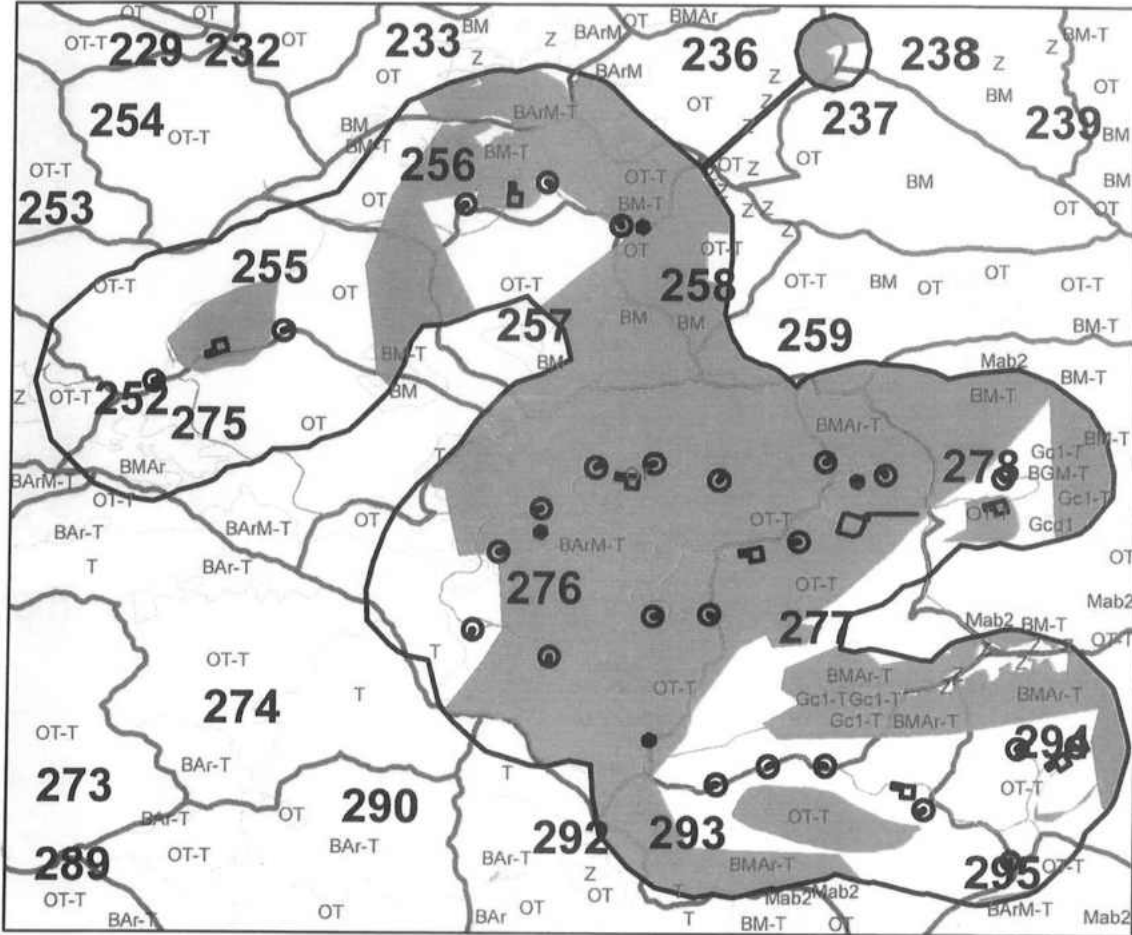 OT BM OT BMAr BM-T
OT-T 229 232 OT 233 Z BArM 236 238 Z
Z BArM Z BM OT
254 OT-T OT BArM-T OT Z 237 BM 239 BM
BM BM-T 256 BM-T OT Z OT BM
OT-T OT OT-T Z BM BM
253 BM-T Z Z OT OT
OT OT-T Z
255 OT-T OT
OT-T OT 258 OT-T BM OT OT-T
257 BM BM 259 BM-T
BM-T BM Mab2
Z OT-T 252 BM BM-T BM-T
275 OT BMAr-T
BMAr T 278 Gc1-T BM-T
BArM-T BGM-T
OT-T OT OT-T Gc1-T
BAr-T BArM-T BArM-T OT-T Gcd1
T BAr-T OT-T OT
276 Mab2
277 Mab2 BM-T OT-T
OT-T T Z Z
274 T OT-T BMAr-T Z Z BMAr-T
Gc1-T Gc1-T
OT-T Gc1-T BMAr-T
BAr-T T 294
273 290 OT-T
BAr-T OT OT-T
289 OT-T BAr-T 292 293
BAr-T BMAr-T 295 OT-T
OT-T Z OT Mab2 Mab2
BAr-T OT BAr OT T BM-T OT BArM-T Mab2